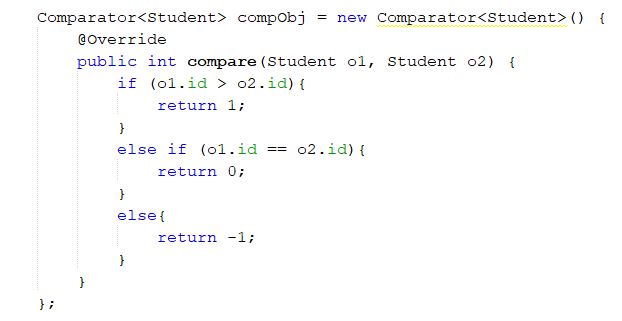 Comparator<Student> compObj = new Comparator<Student>() {
@Override
public int compare(Student o1, Student o2) {
if (o1.id > o2.id){
return 1;
}
else if (o1.id == o2.id){
return 0;
}
else{
return -1;
}
}
};